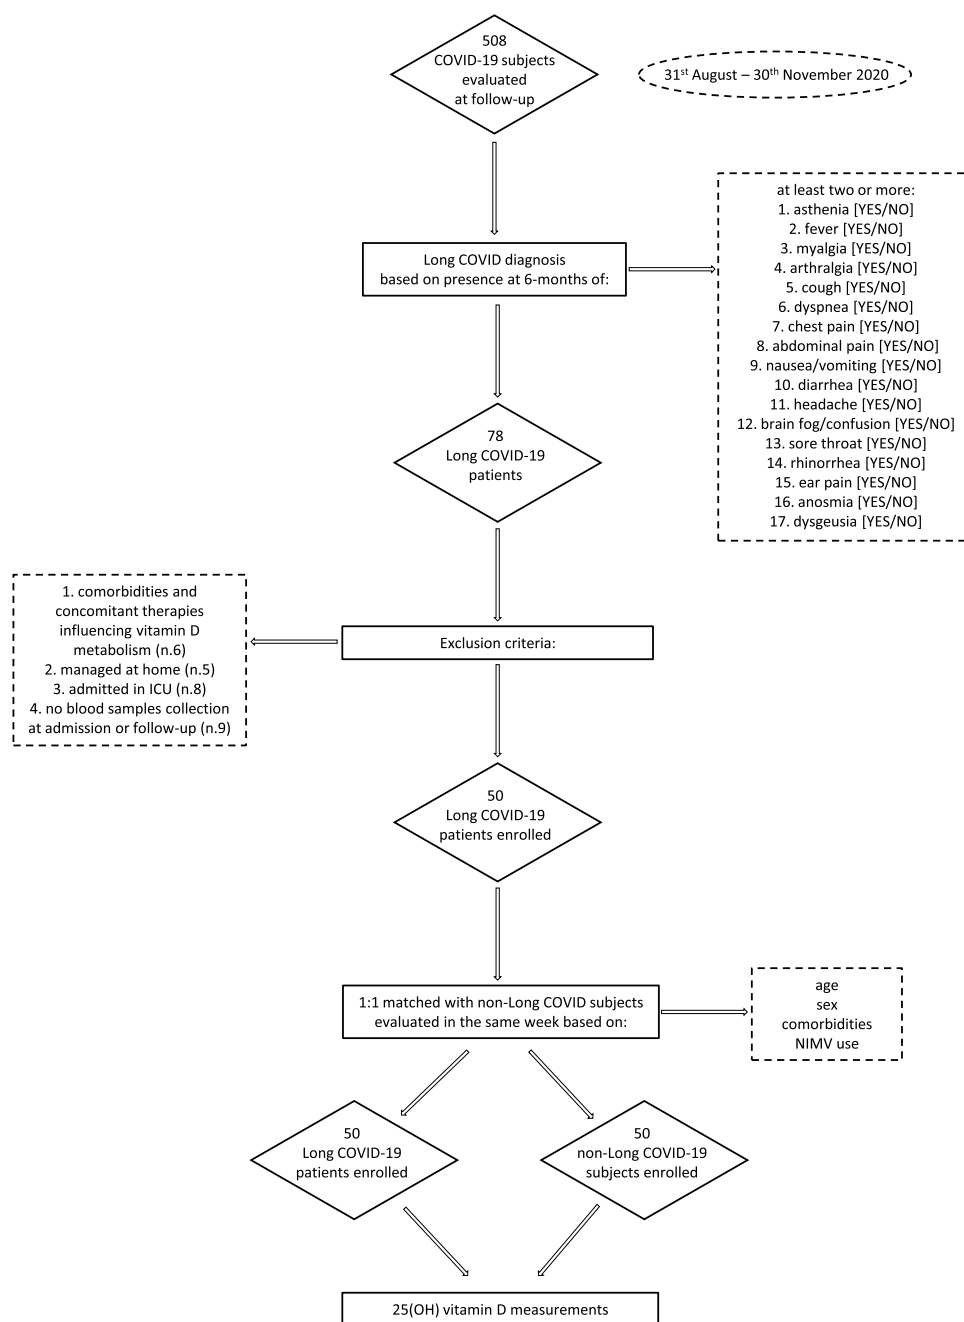 508
COVID-19 subjects
evaluated
at follow-up
31st August – 30th November 2020
Long COVID diagnosis
based on presence at 6-months of:
at least two or more:
1. asthenia [YES/NO]
2. fever [YES/NO]
3. myalgia [YES/NO]
4. arthralgia [YES/NO]
5. cough [YES/NO]
6. dyspnea [YES/NO]
7. chest pain [YES/NO]
8. abdominal pain [YES/NO]
9. nausea/vomiting [YES/NO]
10. diarrhea [YES/NO]
11. headache [YES/NO]
12. brain fog/confusion [YES/NO]
13. sore throat [YES/NO]
14. rhinorrhea [YES/NO]
15. ear pain [YES/NO]
16. anosmia [YES/NO]
17. dysgeusia [YES/NO]
78
Long COVID-19
patients
Exclusion criteria:
1. comorbidities and
concomitant therapies
influencing vitamin D
metabolism (n.6)
2. managed at home (n.5)
3. admitted in ICU (n.8)
4. no blood samples collection
at admission or follow-up (n.9)
50
Long COVID-19
patients enrolled
1:1 matched with non-Long COVID subjects
evaluated in the same week based on:
age
sex
comorbidities
NIMV use
50
Long COVID-19
patients enrolled
50
non-Long COVID-19
subjects enrolled
25(OH) vitamin D measurements